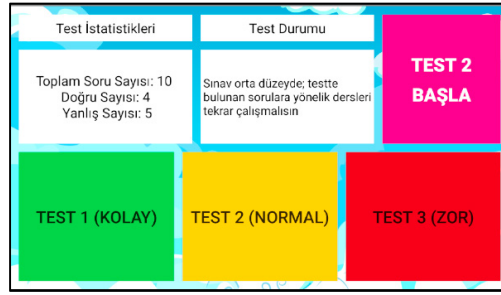 Test İstatistikleri
Test Durumu
TEST 2
BAŞLA
Toplam Soru Sayısı: 10
Doğru Sayısı: 4
Yanlış Sayısı: 5
Sınav orta düzeyde; testte
bulunan sorulara yönelik dersleri
tekrar çalışmalısın
TEST 1 (KOLAY)
TEST 2 (NORMAL)
TEST 3 (ZOR)